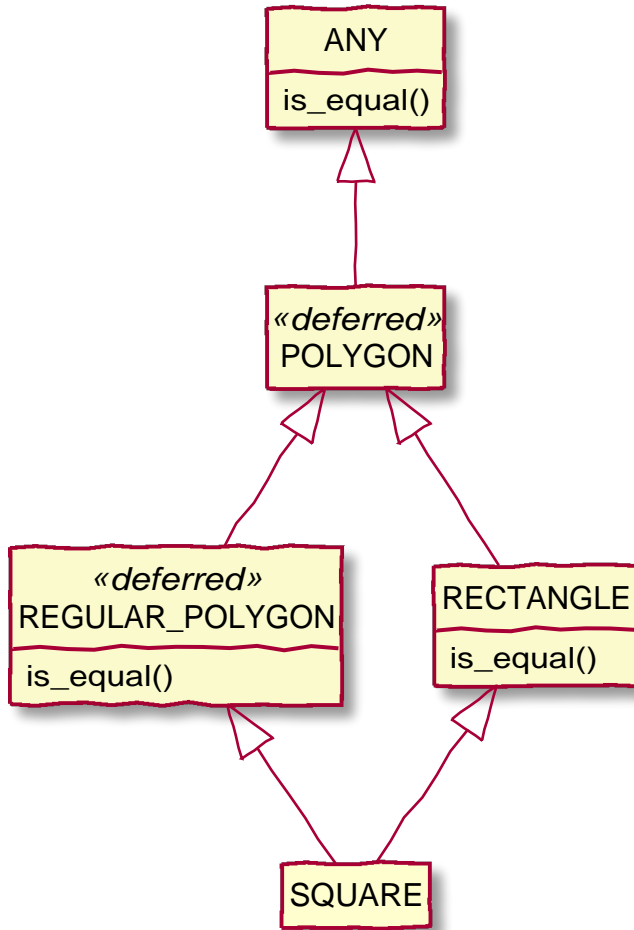 ANY
is_equal()
«deferred»
POLYGON
«deferred»
REGULAR_POLYGON
is_equal()
RECTANGLE
is_equal()
SQUARE